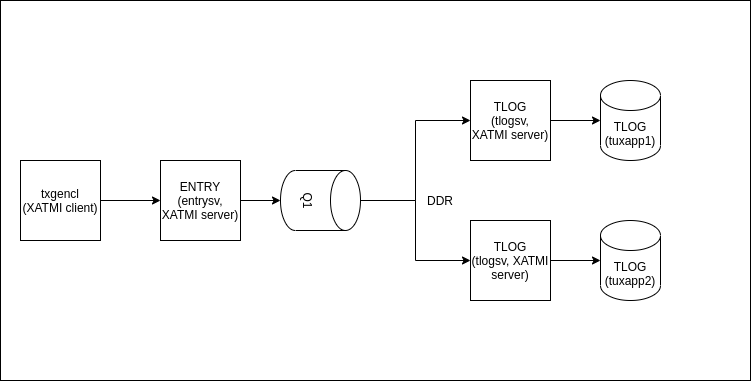 txgencl
(XATMI client)
ENTRY
(entrysv,
XATMI server)
Q1
DDR
TLOG
(tlogsv,
XATMI server)
TLOG
(tuxapp1)
TLOG
(tlogsv, XATMI
server)
TLOG
(tuxapp2)